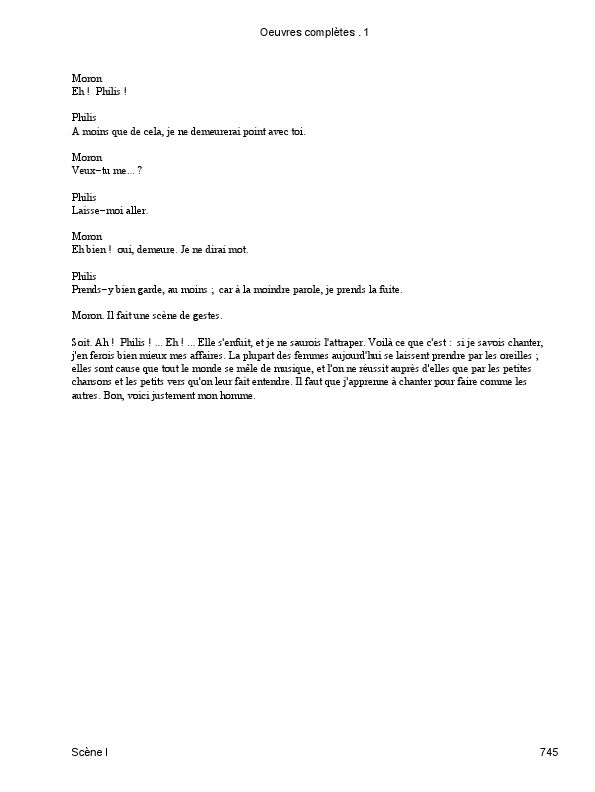 Oeuvres complètes . 1
Moron
Eh ! Philis !
Philis
A moins que de cela, je ne demeurerai point avec toi.
Moron
Veux-tu me... ?
Philis
Laisse-moi aller.
Moron
Eh bien ! oui, demeure. Je ne dirai mot.
Philis
Prends-y bien garde, au moins ; car à la moindre parole, je prends la fuite.
Moron. Il fait une scène de gestes.
Soit. Ah ! Philis ! ... Eh ! ... Elle s'enfuit, et je ne saurois l'attraper. Voilà ce que c'est : si je savois chanter,
j'en ferois bien mieux mes affaires. La plupart des femmes aujourd'hui se laissent prendre par les oreilles ;
elles sont cause que tout le monde se mêle de musique, et l'on ne réussit auprès d'elles que par les petites
chansons et les petits vers qu'on leur fait entendre. Il faut que j'apprenne à chanter pour faire comme les
autres. Bon, voici justement mon homme.
Scène I
745